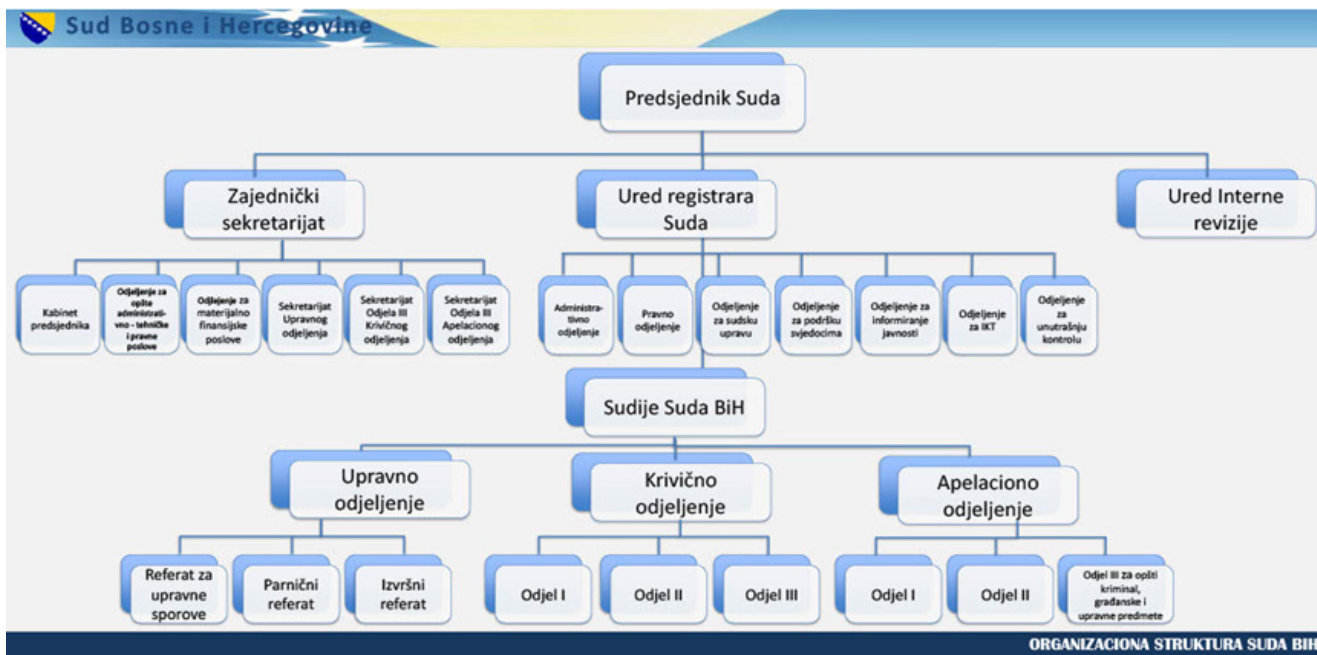 Sud Bosne i Hercegovine
Predsjednik Suda
Zajednički
sekretarijat
Ured registrara
Suda
Ured Interne
revizije
Kabinet
predsjednika
Odjeljenje za
opšte
administrati-
vno - tehničke
i pravne
poslove
Odjlejenje za
materijalno
finansijske
poslove
Sekretarijat
Upravnog
odjeljenja
Sekretarijat
Odjela III
Krivičnog
odjeljenja
Sekretarijat
Odjela III
Apelacionog
odjeljenja
Administra-
tivno
odjeljenje
Pravno
odjeljenje
Odjeljenje
za sudsku
upravu
Odjeljenje
za podršku
svjedocima
Odjeljenje za
informiranje
javnosti
Odjeljenje
za IKT
Odjeljenje
za
unutrašnju
kontrolu
Sudije Suda BiH
Upravno
odjeljenje
Krivično
odjeljenje
Apelaciono
odjeljenje
Referat za
upravne
sporove
Parnični
referat
Izvršni
referat
Odjel I
Odjel II
Odjel III
Odjel I
Odjel II
Odjel III za opšti
kriminal,
građanske i
upravne predmete
ORGANIZACIONA STRUKTURA SUDA BIH